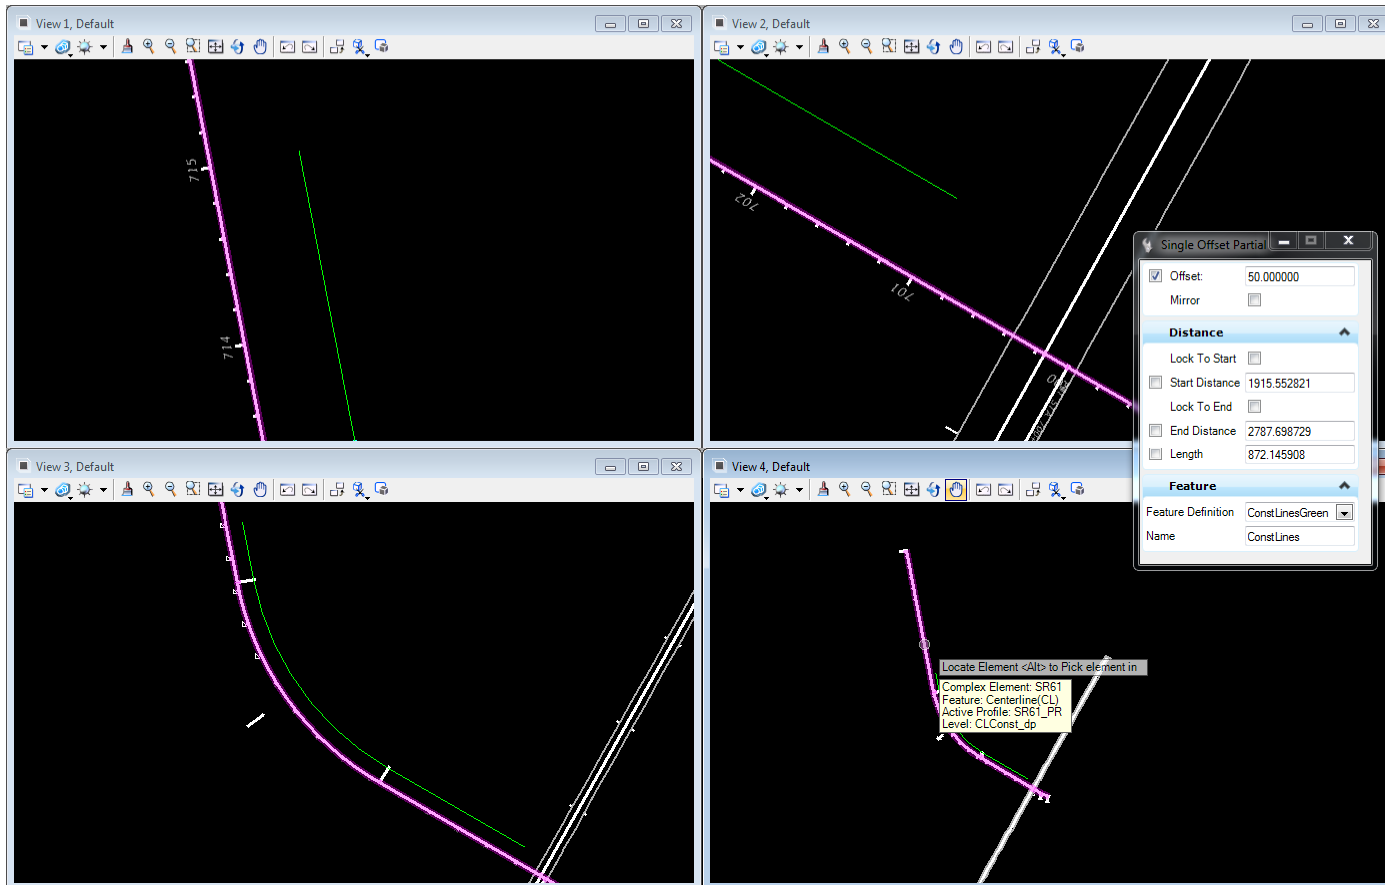 View 1, Default
715
714
View 2, Default
702
701
Single Offset Partial
Offset: 50.000000
Mirror
Distance
Lock To Start
Start Distance 1915.552821
Lock To End
End Distance 2787.698729
Length 872.145908
Feature
Feature Definition ConstLinesGreen
Name ConstLines
View 3, Default
View 4, Default
Locate Element <Alt> to Pick element in
Complex Element: SR61
Feature: Centerline(CL)
Active Profile: SR61_PR
Level: CLConst_dp